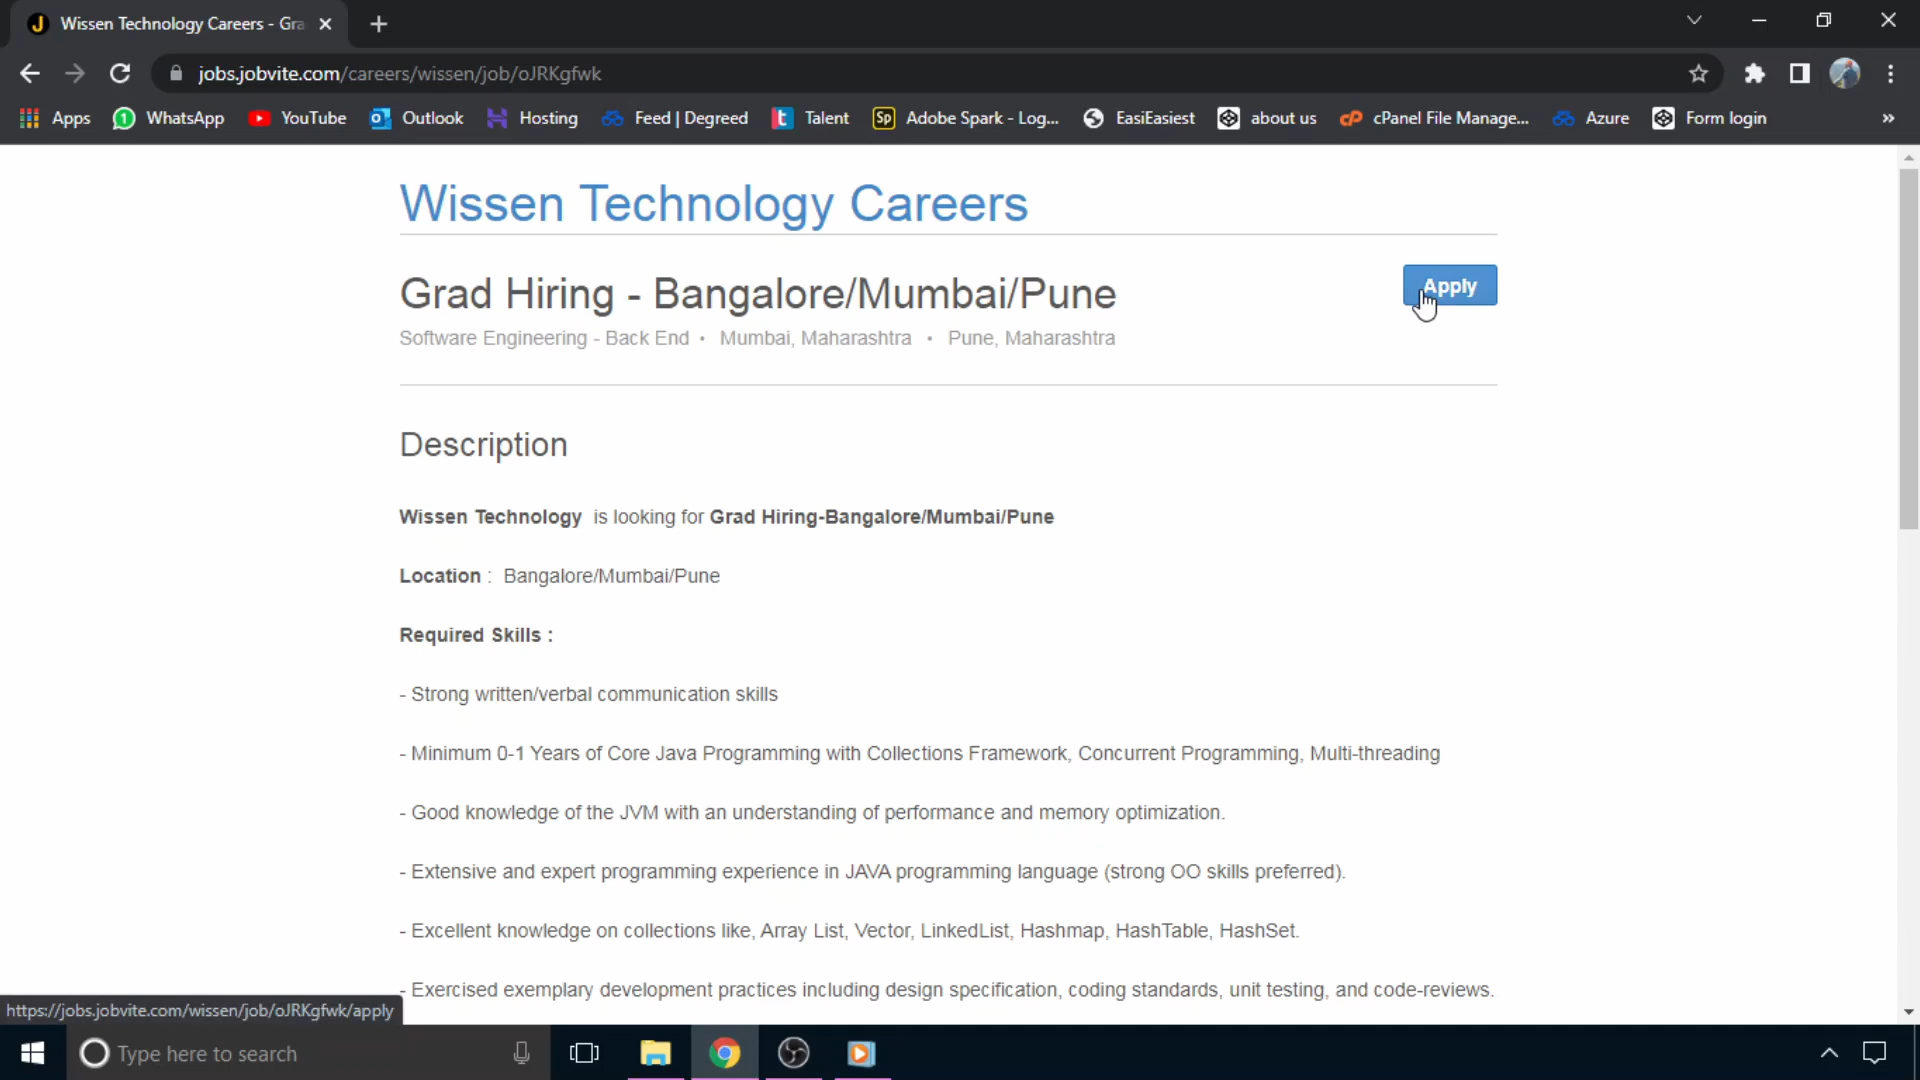 Wissen Technology Careers - Gra
jobs.jobvite.com/careers/wissen/job/oJRKgfwk
Apps WhatsApp YouTube Outlook Hosting Feed | Degreed Talent Adobe Spark - Log... EasiEasiest about us cPanel File Manage... Azure Form login »
Wissen Technology Careers
Grad Hiring - Bangalore/Mumbai/Pune
Apply
Software Engineering - Back End • Mumbai, Maharashtra • Pune, Maharashtra
Description
Wissen Technology is looking for Grad Hiring-Bangalore/Mumbai/Pune
Location : Bangalore/Mumbai/Pune
Required Skills :
- Strong written/verbal communication skills
- Minimum 0-1 Years of Core Java Programming with Collections Framework, Concurrent Programming, Multi-threading
- Good knowledge of the JVM with an understanding of performance and memory optimization.
- Extensive and expert programming experience in JAVA programming language (strong OO skills preferred).
- Excellent knowledge on collections like, Array List, Vector, LinkedList, Hashmap, HashTable, HashSet.
- Exercised exemplary development practices including design specification, coding standards, unit testing, and code-reviews.
https://jobs.jobvite.com/wissen/job/oJRKgfwk/apply
Type here to search